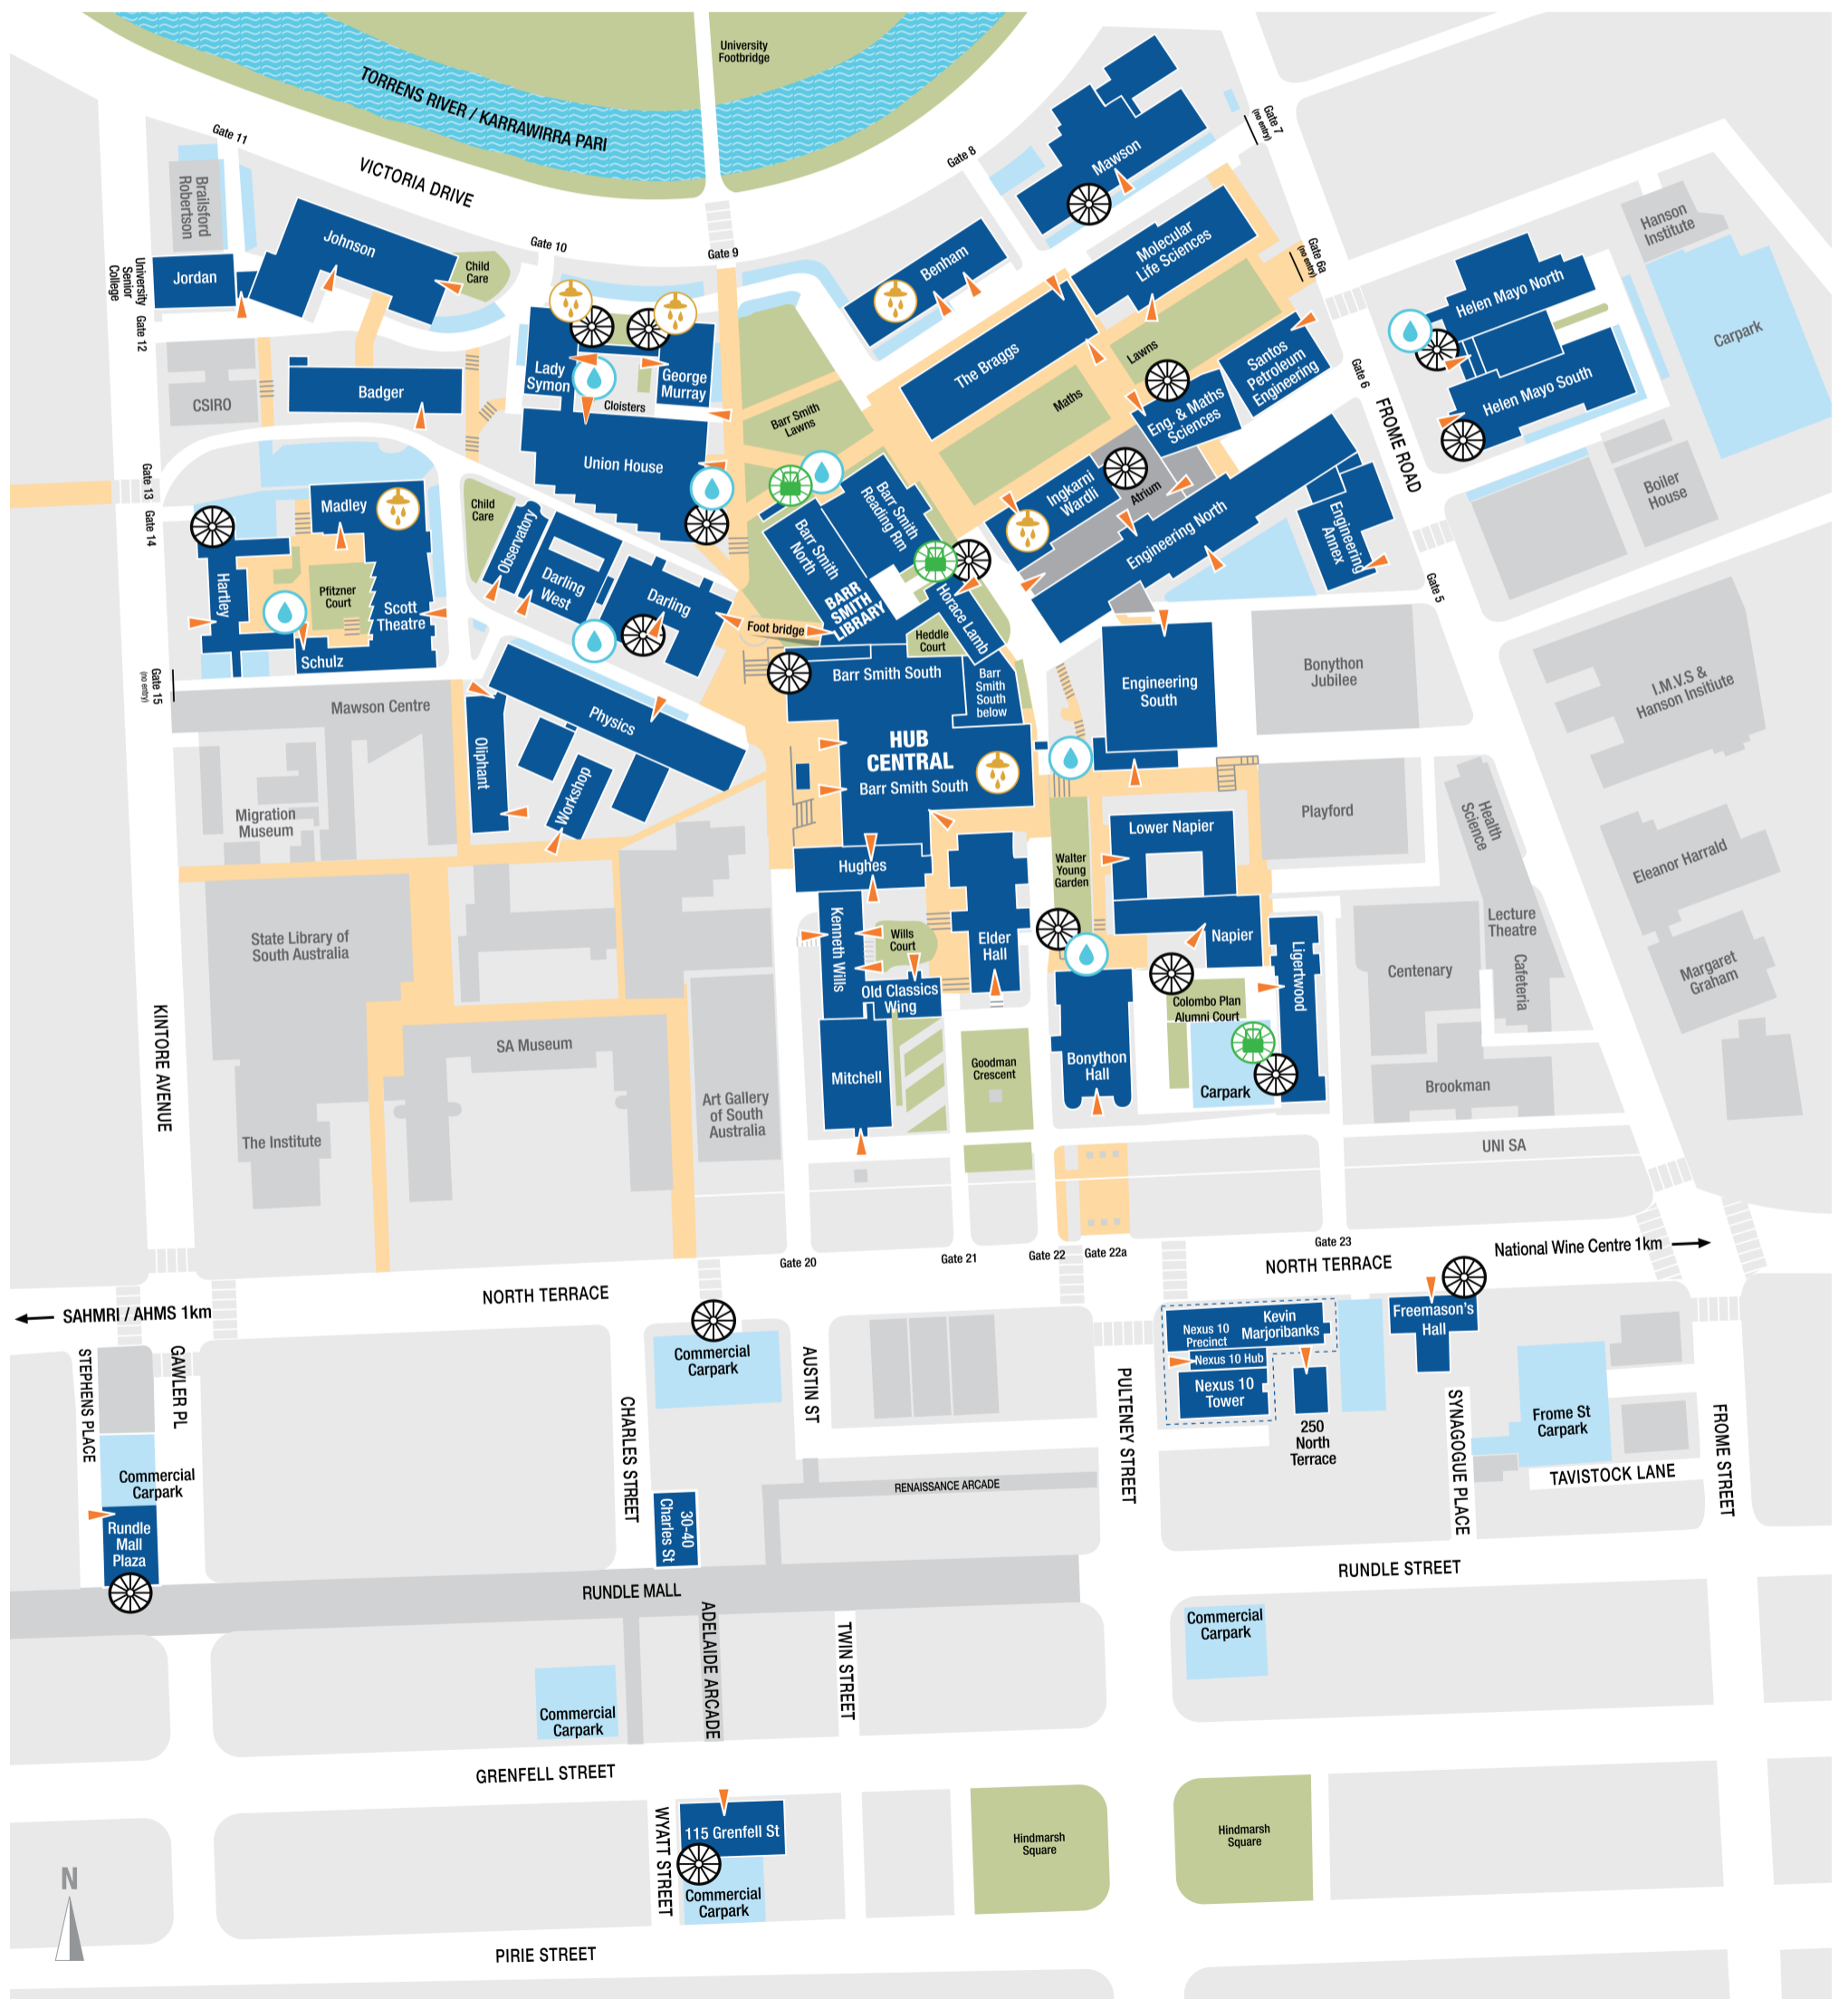 University
Footbridge
TORRENS RIVER / KARRAWIRRA PARI
Gate 11
VICTORIA DRIVE
Gate 8
Gate 7
(no entry)
Mawson
Brailsford
Robertson
Johnson
Child
Care
Gate 10
Gate 9
Benham
Molecular
Life Sciences
Gate 6a
(no entry)
Hanson
Institute
University
Senior
College
Jordan
Gate 12
Helen Mayo North
Carpark
Lady
Symon
George
Murray
Cloisters
The Braggs
Lawns
Santos
Petroleum
Engineering
Gate 6
FROME ROAD
Helen Mayo South
CSIRO
Badger
Barr Smith
Lawns
Maths
Eng. & Maths
Sciences
Union House
Gate 13
Gate 14
Madley
Child
Care
Observatory
Barr Smith
North
Barr Smith
Reading Rm
Ingkarni
Wardli
Atrium
Engineering North
Engineering
Annex
Boiler
House
Gate 5
Hartley
Pfitzner
Court
Scott
Theatre
Schulz
Darling
West
Darling
Foot bridge
BARR
SMITH
LIBRARY
Horace Lamb
Heddle
Court
Gate 15
(no entry)
Mawson Centre
Physics
Oliphant
Workshop
Barr Smith South
Barr
Smith
South
below
Engineering
South
Bonython
Jubilee
I.M.V.S &
Hanson Insitiute
HUB
CENTRAL
Barr Smith South
Migration
Museum
Playford
Health
Science
Eleanor Harrald
Lower Napier
Walter
Young
Garden
Hughes
Kenneth Wills
Wills
Court
Elder
Hall
Napier
Ligertwood
Lecture
Theatre
Cafeteria
Centenary
Margaret
Graham
State Library of
South Australia
Old Classics
Wing
Colombo Plan
Alumni Court
KINTORE AVENUE
SA Museum
Mitchell
Goodman
Crescent
Bonython
Hall
Carpark
Brookman
Art Gallery
of South
Australia
The Institute
UNI SA
Gate 20
Gate 21
Gate 22
Gate 22a
Gate 23
NORTH TERRACE
National Wine Centre 1km
NORTH TERRACE
SAHMRI / AHMS 1km
Nexus 10
Precinct
Kevin
Marjoribanks
Nexus 10 Hub
Nexus 10
Tower
250
North
Terrace
Freemason's
Hall
Commercial
Carpark
STEPHENS PLACE
GAWLER PL
CHARLES STREET
AUSTIN ST
PULTENEY STREET
SYNAGOGUE PLACE
Frome St
Carpark
FROME STREET
TAVISTOCK LANE
Commercial
Carpark
RENAISSANCE ARCADE
30-40
Charles St
Rundle
Mall
Plaza
RUNDLE MALL
RUNDLE STREET
ADELAIDE ARCADE
TWIN STREET
Commercial
Carpark
Commercial
Carpark
GRENFELL STREET
WYATT STREET
115 Grenfell St
Commercial
Carpark
Hindmarsh
Square
Hindmarsh
Square
N
PIRIE STREET